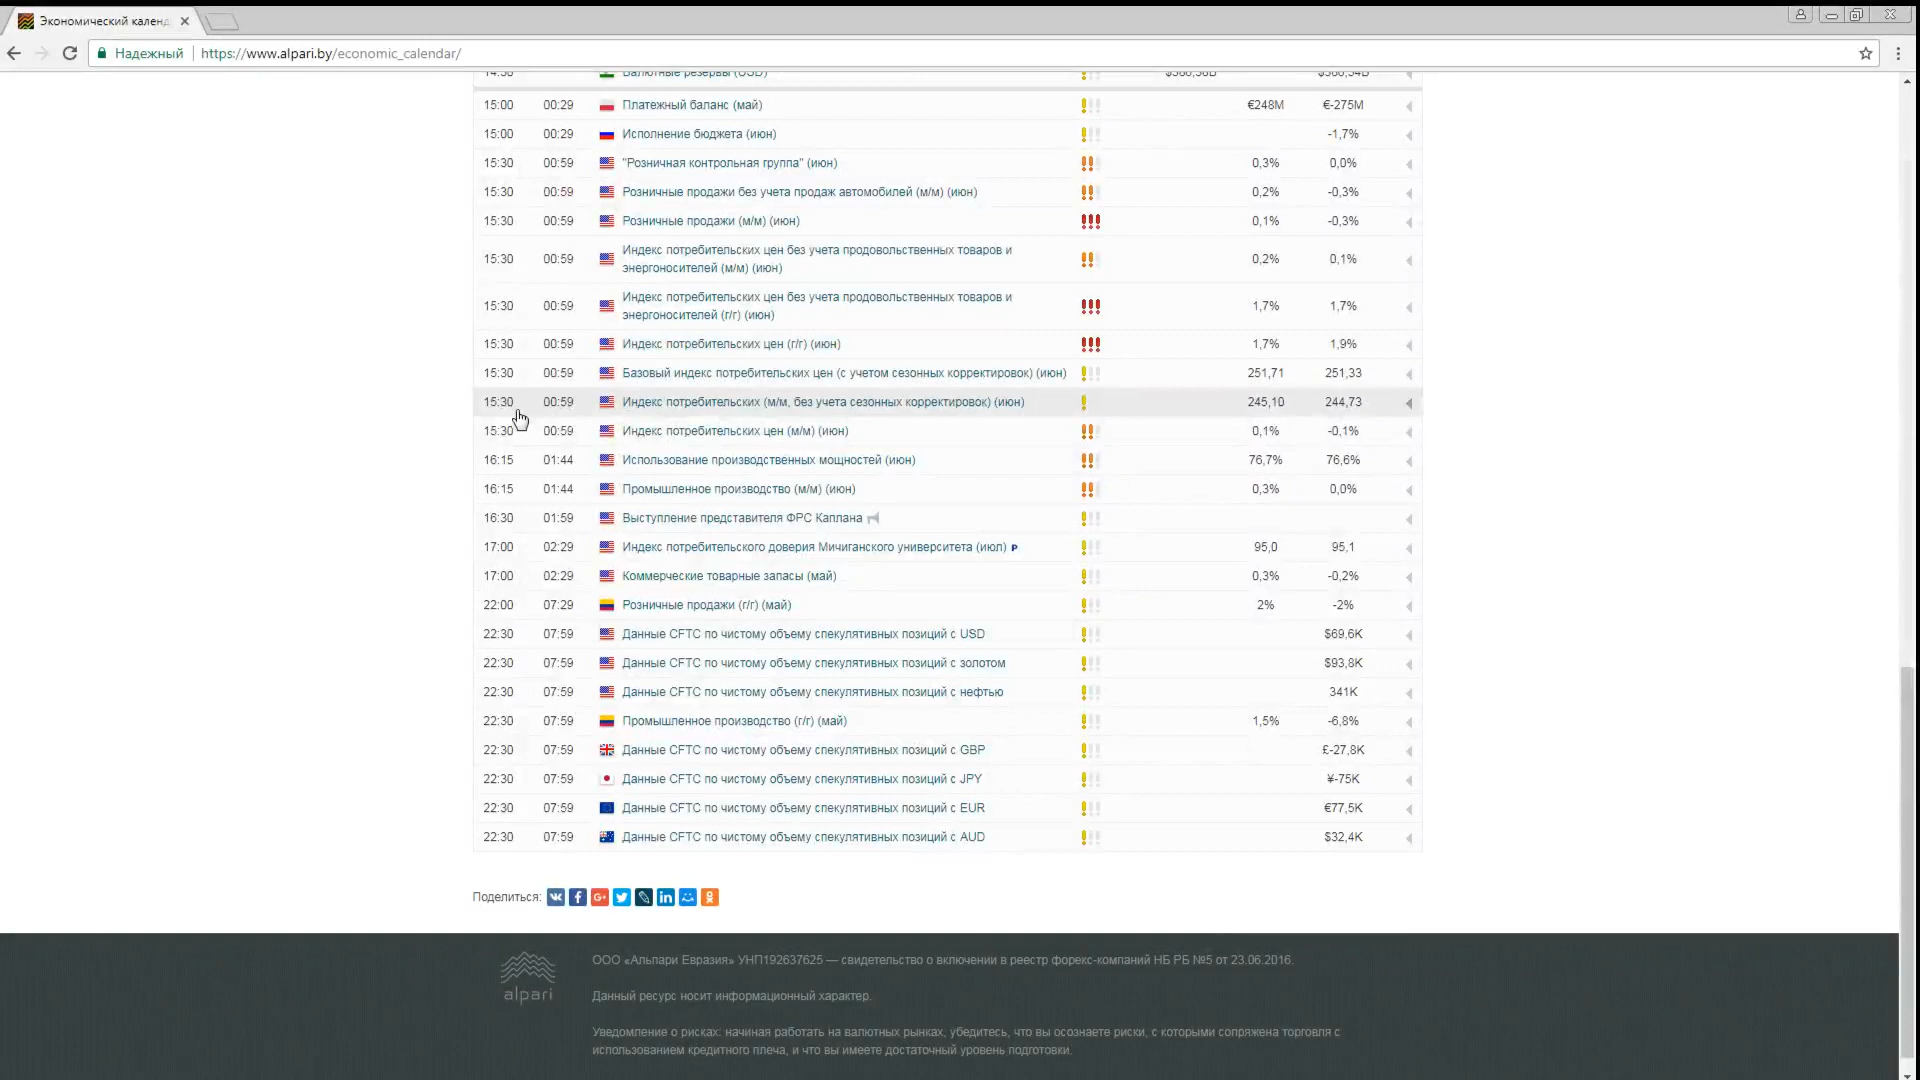 Экономический календ
Надежный https://www.alpari.by/economic_calendar/
14:30 Валютные резервы (USD)
15:00 00:29 Платежный баланс (май) €248M €-275M
15:00 00:29 Исполнение бюджета (июн) -1,7%
15:30 00:59 "Розничная контрольная группа" (июн) 0,3% 0,0%
15:30 00:59 Розничные продажи без учета продаж автомобилей (м/м) (июн) 0,2% -0,3%
15:30 00:59 Розничные продажи (м/м) (июн) 0,1% -0,3%
15:30 00:59 Индекс потребительских цен без учета продовольственных товаров и
энергоносителей (м/м) (июн) 0,2% 0,1%
15:30 00:59 Индекс потребительских цен без учета продовольственных товаров и
энергоносителей (г/г) (июн) 1,7% 1,7%
15:30 00:59 Индекс потребительских цен (г/г) (июн) 1,7% 1,9%
15:30 00:59 Базовый индекс потребительских цен (с учетом сезонных корректировок) (июн) 251,71 251,33
15:30 00:59 Индекс потребительских (м/м, без учета сезонных корректировок) (июн) 245,10 244,73
15:30 00:59 Индекс потребительских цен (м/м) (июн) 0,1% -0,1%
16:15 01:44 Использование производственных мощностей (июн) 76,7% 76,6%
16:15 01:44 Промышленное производство (м/м) (июн) 0,3% 0,0%
16:30 01:59 Выступление представителя ФРС Каплана
17:00 02:29 Индекс потребительского доверия Мичиганского университета (июл) P 95,0 95,1
17:00 02:29 Коммерческие товарные запасы (май) 0,3% -0,2%
22:00 07:29 Розничные продажи (г/г) (май) 2% -2%
22:30 07:59 Данные CFTC по чистому объему спекулятивных позиций с USD $69,6K
22:30 07:59 Данные CFTC по чистому объему спекулятивных позиций с золотом $93,8K
22:30 07:59 Данные CFTC по чистому объему спекулятивных позиций с нефтью 341K
22:30 07:59 Промышленное производство (г/г) (май) 1,5% -6,8%
22:30 07:59 Данные CFTC по чистому объему спекулятивных позиций с GBP £-27,8K
22:30 07:59 Данные CFTC по чистому объему спекулятивных позиций с JPY ¥-75K
22:30 07:59 Данные CFTC по чистому объему спекулятивных позиций с EUR €77,5K
22:30 07:59 Данные CFTC по чистому объему спекулятивных позиций с AUD $32,4K
Поделиться:
alpari
ООО «Альпари Евразия» УНП192637625 — свидетельство о включении в реестр форекс-компаний НБ РБ №5 от 23.06.2016.
Данный ресурс носит информационный характер.
Уведомление о рисках: начиная работать на валютных рынках, убедитесь, что вы осознаете риски, с которыми сопряжена торговля с
использованием кредитного плеча, и что вы имеете достаточный уровень подготовки.